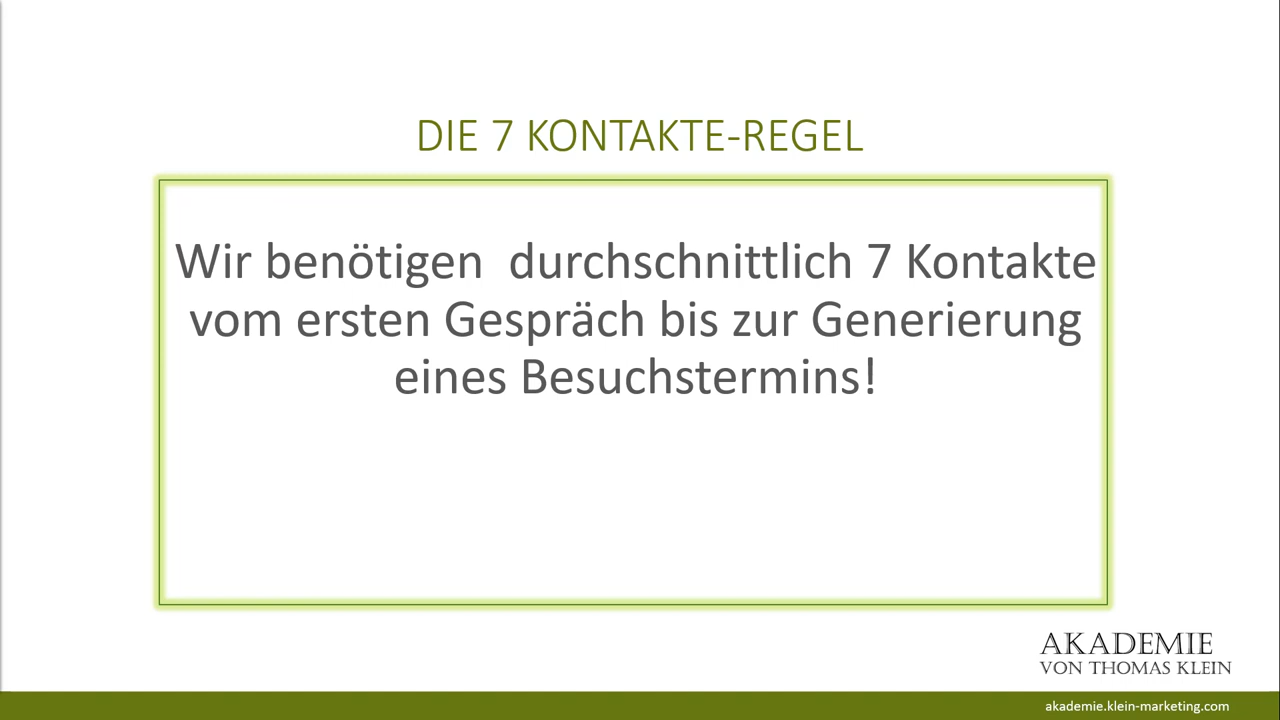 DIE 7 KONTAKTE-REGEL
Wir benötigen durchschnittlich 7 Kontakte
vom ersten Gespräch bis zur Generierung
eines Besuchstermins!
AKADEMIE
VON THOMAS KLEIN
akademie.klein-marketing.com